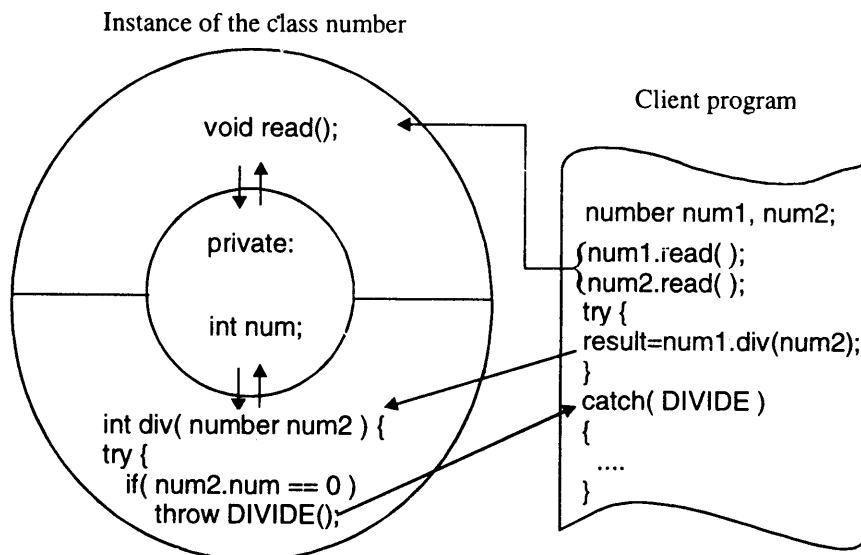 Instance of the class number
void read();
private:
int num;
int div( number num2 ) {
try {
if( num2.num == 0 )
throw DIVIDE();
Client program
number num1, num2;
num1.read( );
num2.read( );
try {
result=num1.div(num2);
}
catch( DIVIDE )
{
....
}